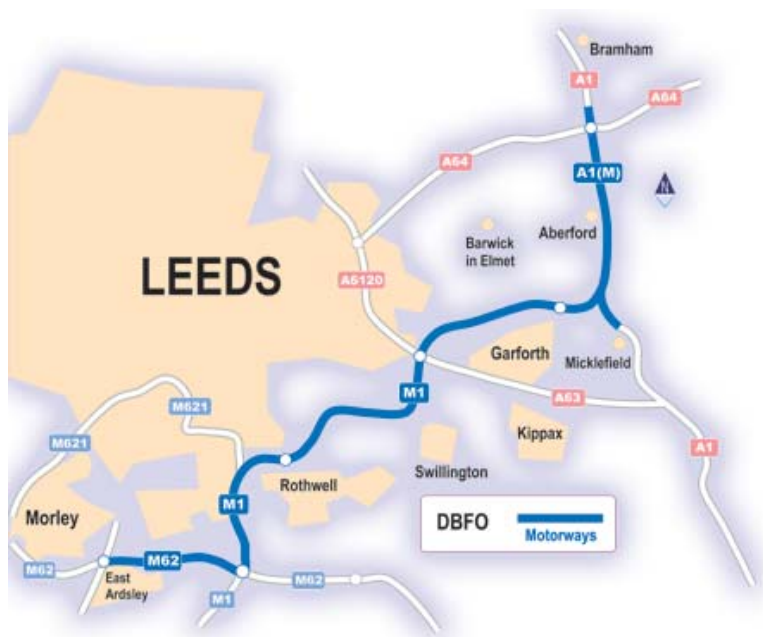 Bramham
A1
A64
A64
A1(M)
N
Aberford
Barwick
in Elmet
LEEDS
A6120
Garforth
Micklefield
M1
M621
A63
Kippax
M621
A1
Swillington
Rothwell
M1
Morley
DBFO
Motorways
M62
M62
M62
East
Ardsley
M1